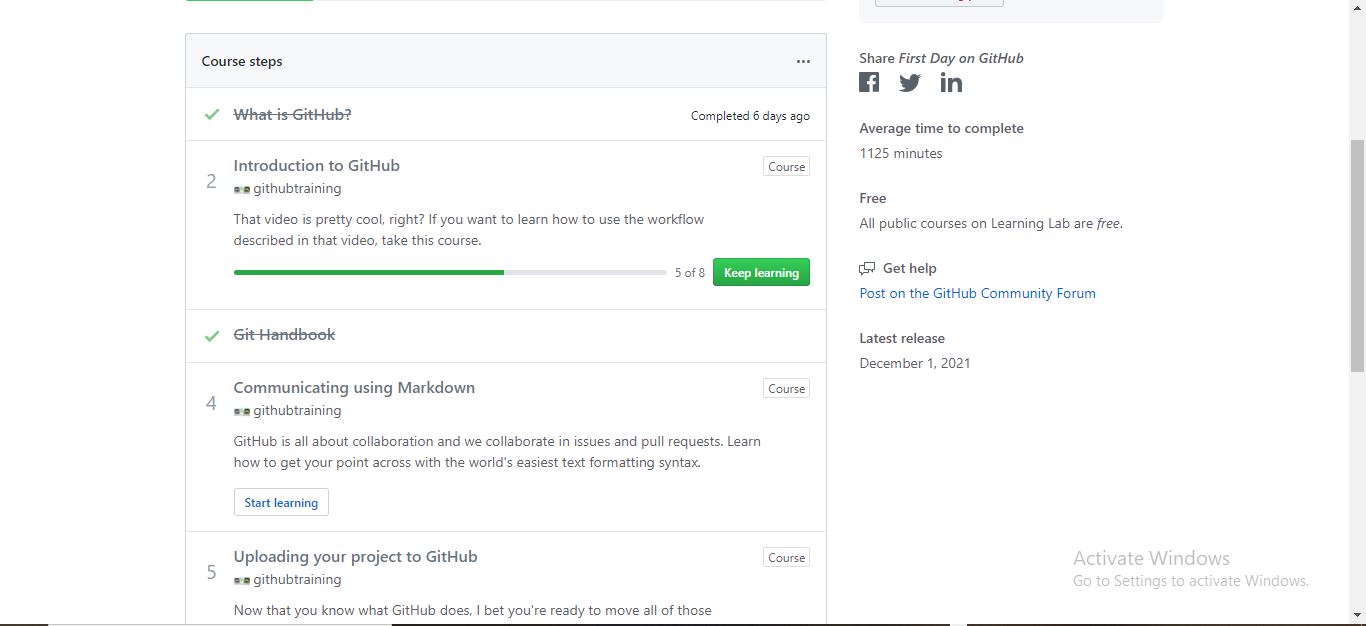 Course steps
What is GitHub?
Completed 6 days ago
2
Introduction to GitHub
Course
githubtraining
That video is pretty cool, right? If you want to learn how to use the workflow
described in that video, take this course.
5 of 8
Keep learning
Git Handbook
4
Communicating using Markdown
Course
githubtraining
GitHub is all about collaboration and we collaborate in issues and pull requests. Learn
how to get your point across with the world's easiest text formatting syntax.
Start learning
5
Uploading your project to GitHub
Course
githubtraining
Now that you know what GitHub does, I bet you're ready to move all of those
Share First Day on GitHub
Average time to complete
1125 minutes
Free
All public courses on Learning Lab are free.
Get help
Post on the GitHub Community Forum
Latest release
December 1, 2021
Activate Windows
Go to Settings to activate Windows.